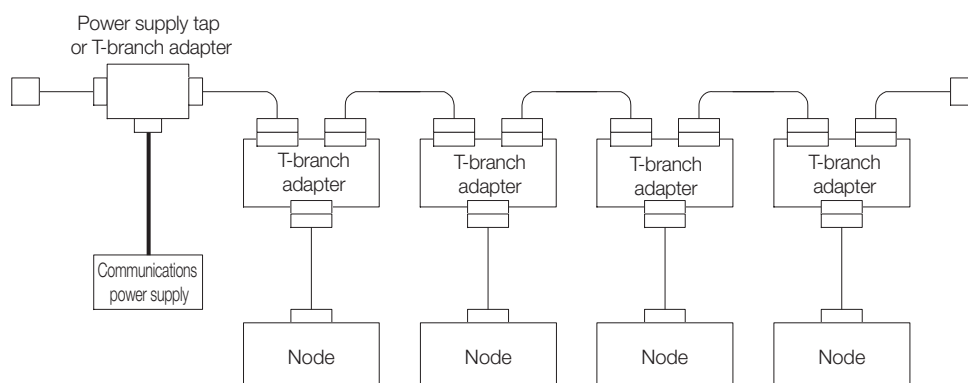 Power supply tap
or T-branch adapter
T-branch
adapter
T-branch
adapter
T-branch
adapter
T-branch
adapter
Communications
power supply
Node
Node
Node
Node